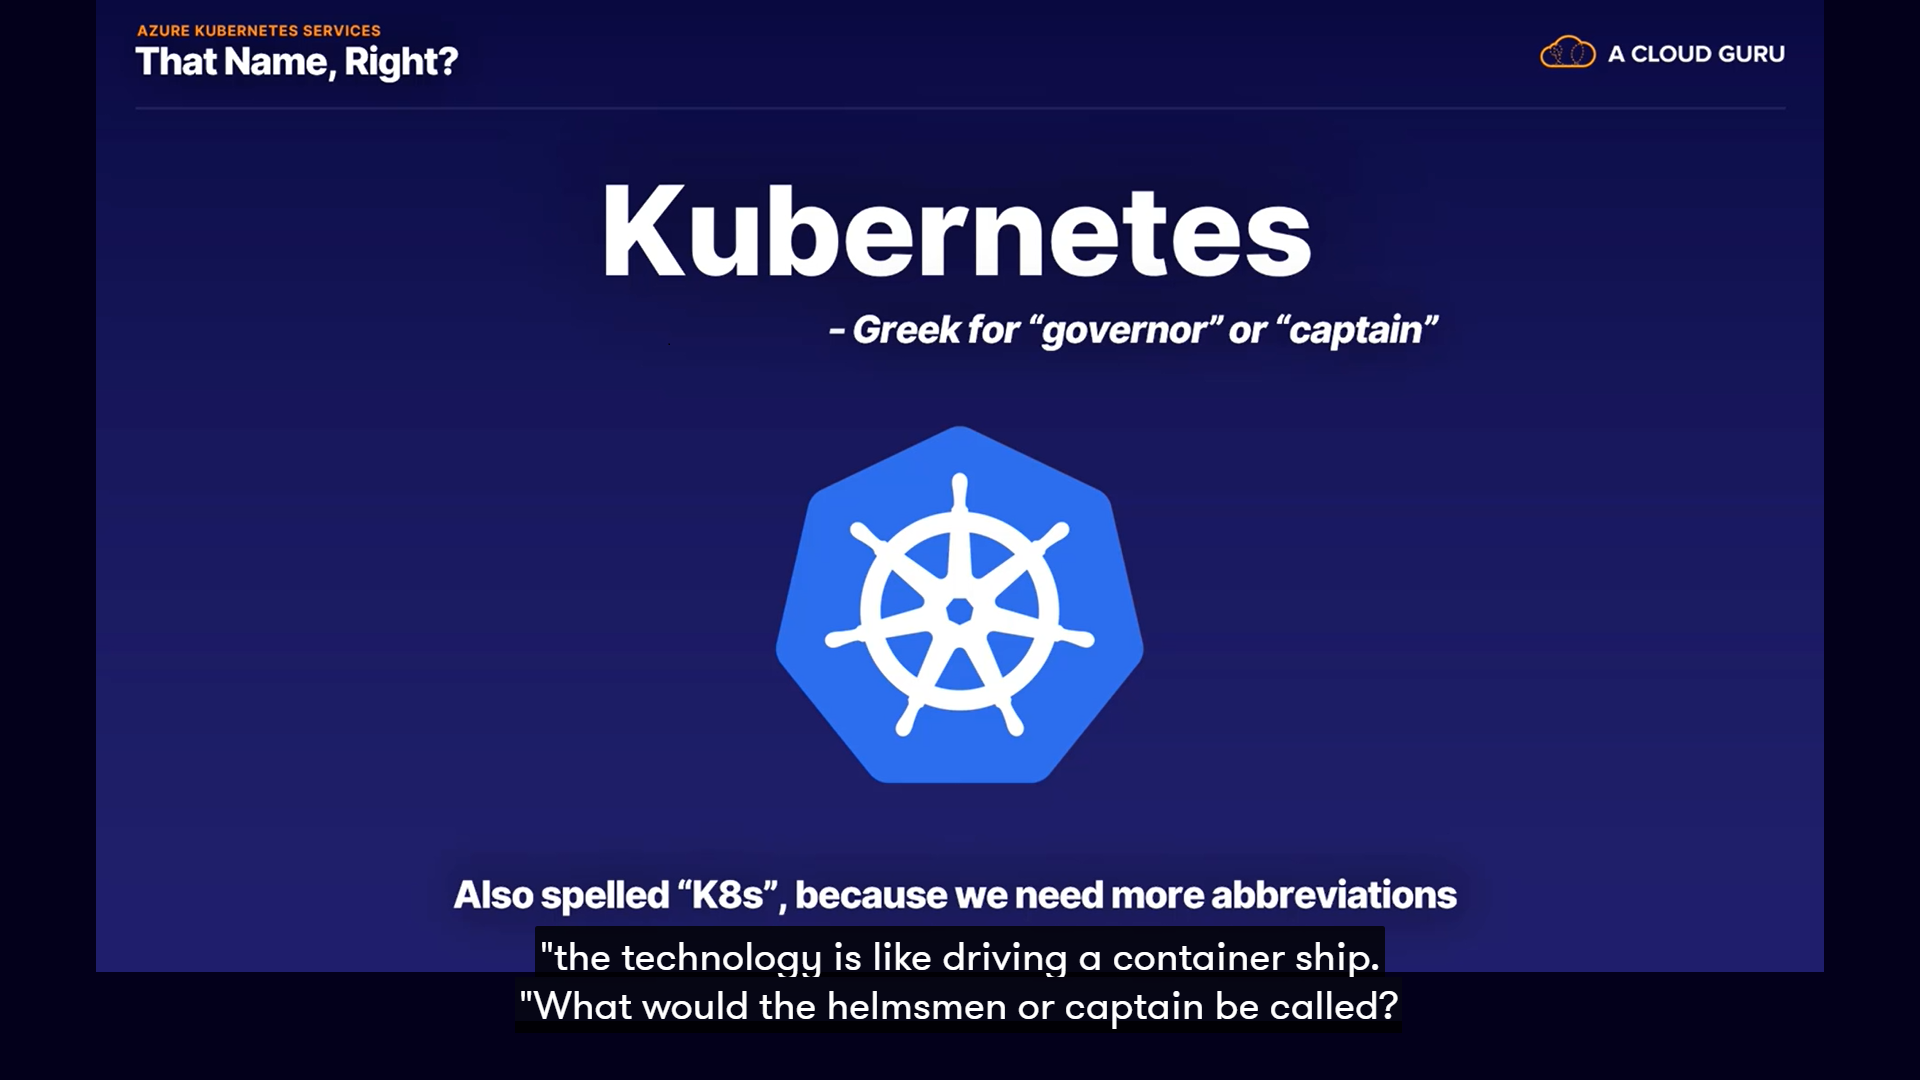 AZURE KUBERNETES SERVICES
That Name, Right?
A CLOUD GURU
Kubernetes
– Greek for “governor” or “captain”
Also spelled “K8s”, because we need more abbreviations
"the technology is like driving a container ship.
"What would the helmsmen or captain be called?